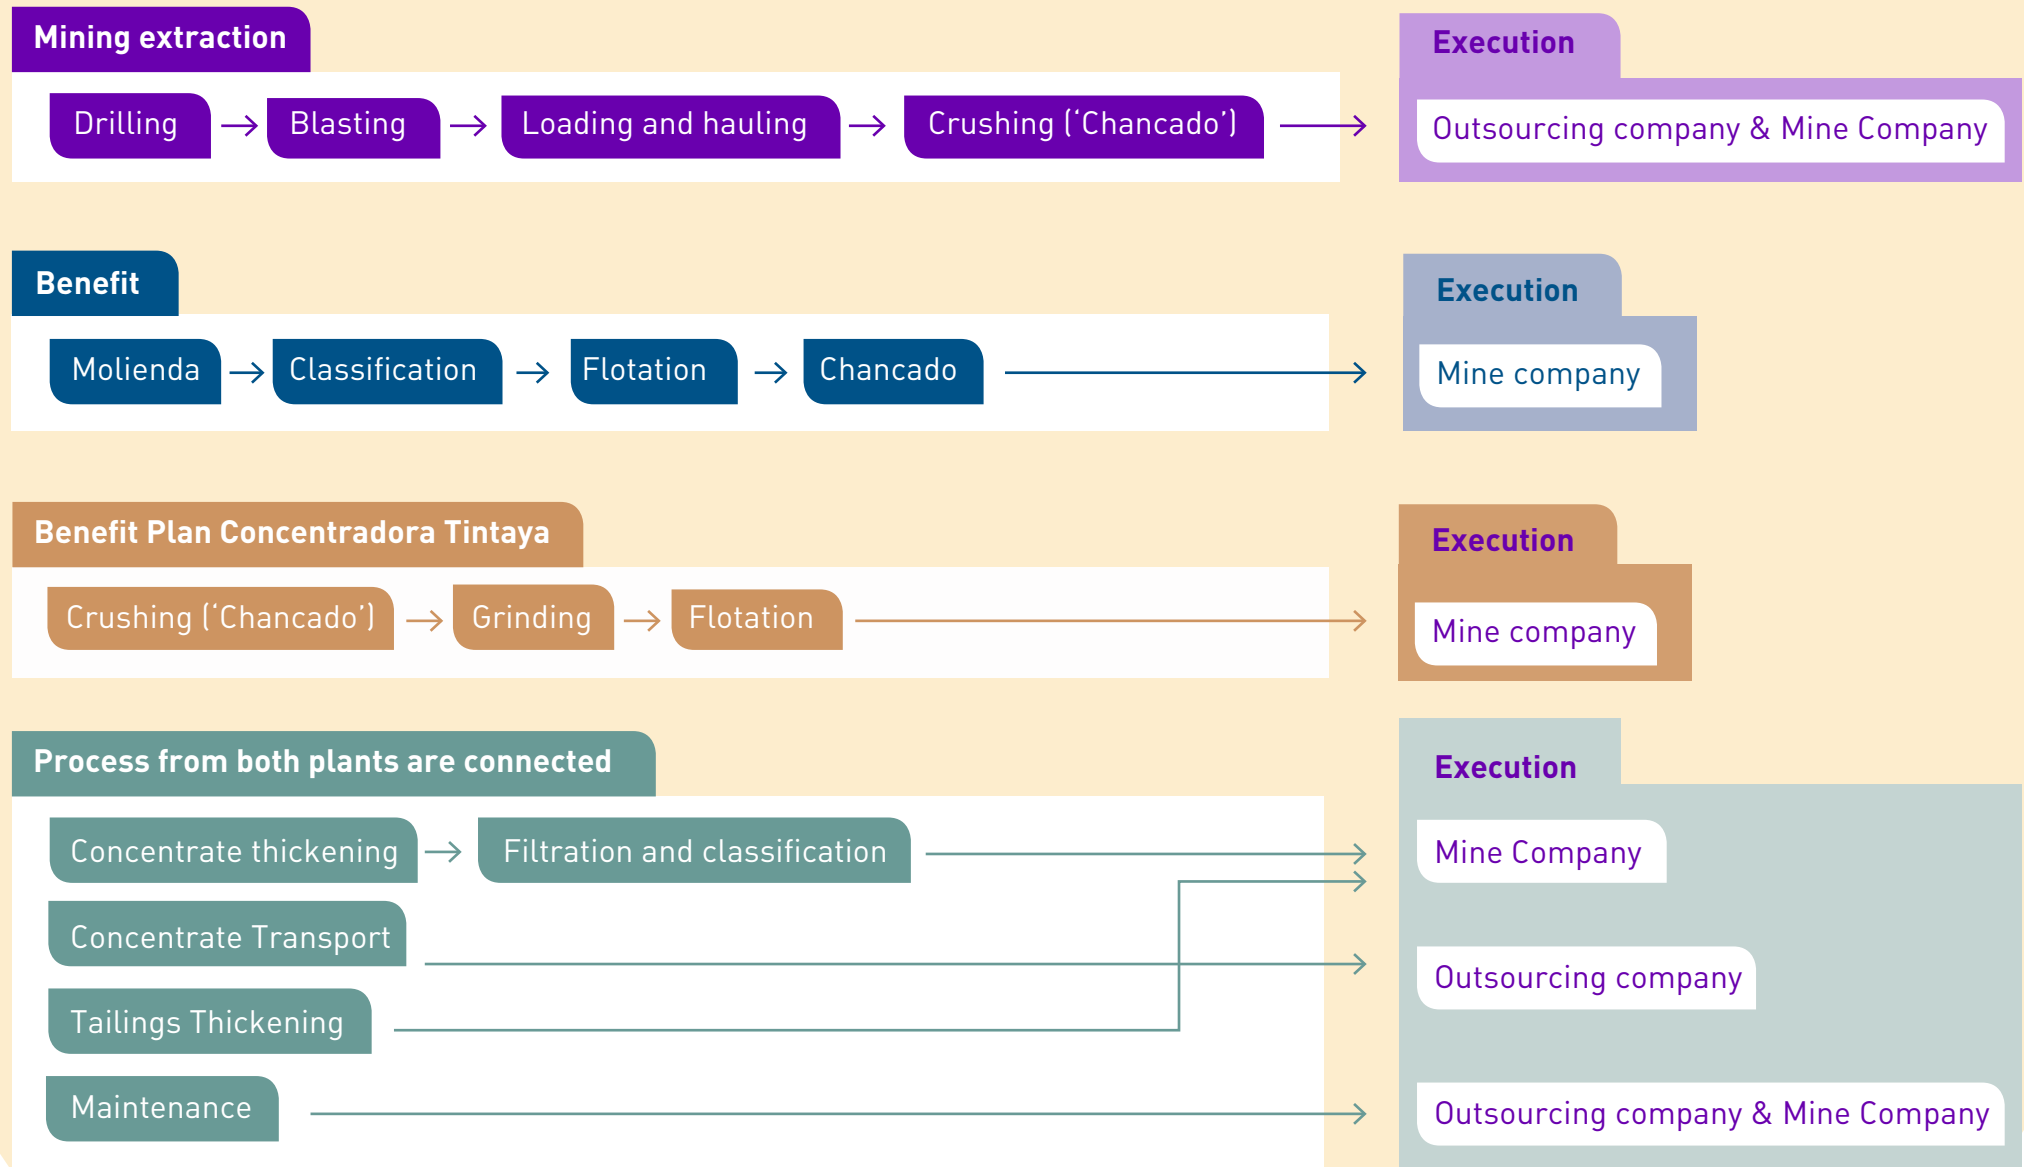 Mining extraction
Execution
Drilling
Blasting
Loading and hauling
Crushing (‘Chancado’)
Outsourcing company & Mine Company
Benefit
Execution
Molienda
Classification
Flotation
Chancado
Mine company
Benefit Plan Concentradora Tintaya
Execution
Crushing (‘Chancado’)
Grinding
Flotation
Mine company
Process from both plants are connected
Execution
Concentrate thickening
Filtration and classification
Mine Company
Concentrate Transport
Outsourcing company
Tailings Thickening
Maintenance
Outsourcing company & Mine Company